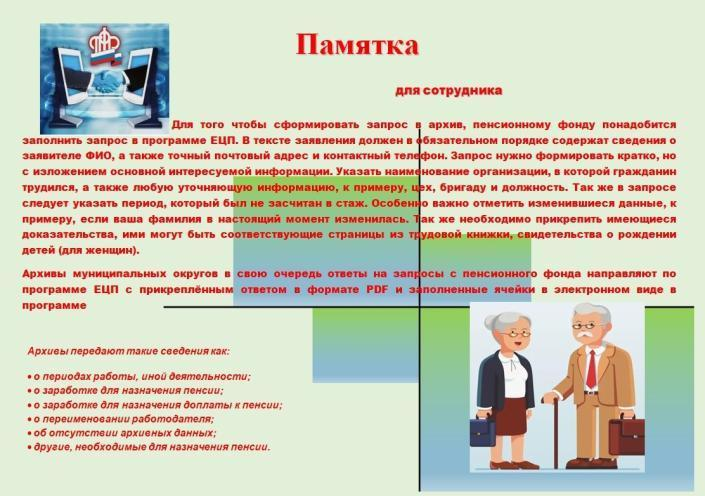 Памятка
для сотрудника
Для того чтобы сформировать запрос в архив, пенсионному фонду понадобится
заполнить запрос в программе ЕЦП. В тексте заявления должен в обязательном порядке содержат сведения о
заявителе ФИО, а также точный почтовый адрес и контактный телефон. Запрос нужно формировать кратко, но
с изложением основной интересуемой информации. Указать наименование организации, в которой гражданин
трудился, а также любую уточняющую информацию, к примеру, цех, бригаду и должность. Так же в запросе
следует указать период, который был не засчитан в стаж. Особенно важно отметить изменившиеся данные, к
примеру, если ваша фамилия в настоящий момент изменилась. Так же необходимо прикрепить имеющиеся
доказательства, ими могут быть соответствующие страницы из трудовой книжки, свидетельства о рождении
детей (для женщин).
Архивы муниципальных округов в свою очередь ответы на запросы с пенсионного фонда направляют по
программе ЕЦП с прикреплённым ответом в формате PDF и заполненные ячейки в электронном виде в
программе
Архивы передают такие сведения как:
• о периодах работы, иной деятельности;
• о заработке для назначения пенсии;
• о заработке для назначения доплаты к пенсии;
• о переименовании работодателя;
• об отсутствии архивных данных;
• другие, необходимые для назначения пенсии.